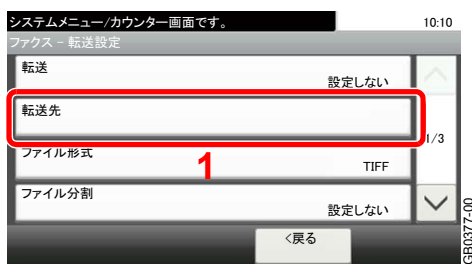 システムメニュー/カウンター画面です。 10:10
ファクス - 転送設定
転送
設定しない
転送先
1/3
ファイル形式
1
TIFF
ファイル分割
設定しない
<戻る
GB0377-00